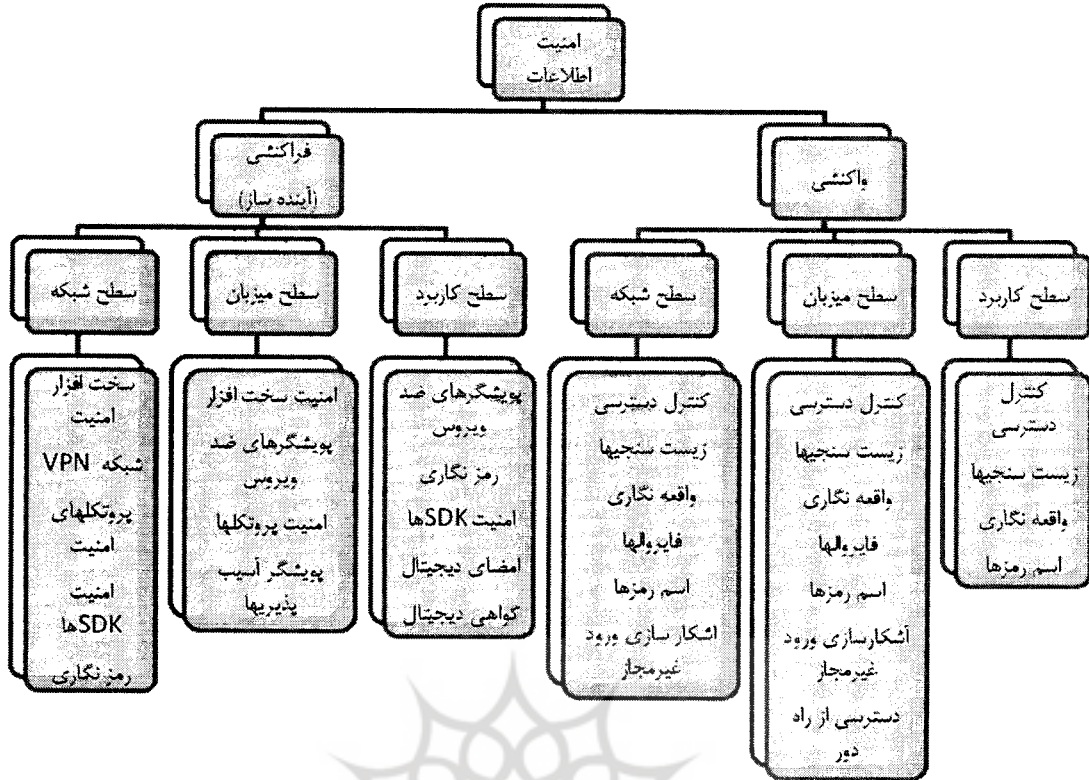 امنیت
اطلاعات
واکنشی
فراکنشی
(آینده ساز)
سطح کاربرد
سطح میزبان
سطح شبکه
سطح کاربرد
سطح میزبان
سطح شبکه
کنترل
دسترسی
زیست سنجیها
واقعه نگاری
اسم رمزها
کنترل دسترسی
زیست سنجیها
واقعه نگاری
فایروالها
اسم رمزها
آشکارسازی ورود
غیرمجاز
دسترسی از راه
دور
کنترل دسترسی
زیست سنجیها
واقعه نگاری
فایروالها
اسم رمزها
اشکار سازی ورود
غیرمجاز
پویشگرهای ضد
ویروس
رمز نگاری
امنیت SDKها
امضای دیجیتال
گواهی دیجیتال
امنیت سخت افزار
پویشگرهای ضد
ویروس
امنیت پروتکلها
پویشگر آسیب
پذیریها
سخت افزار
امنیت
شبکه VPN
پروتکلهای
امنیت
امنیت
SDKها
رمزنگاری